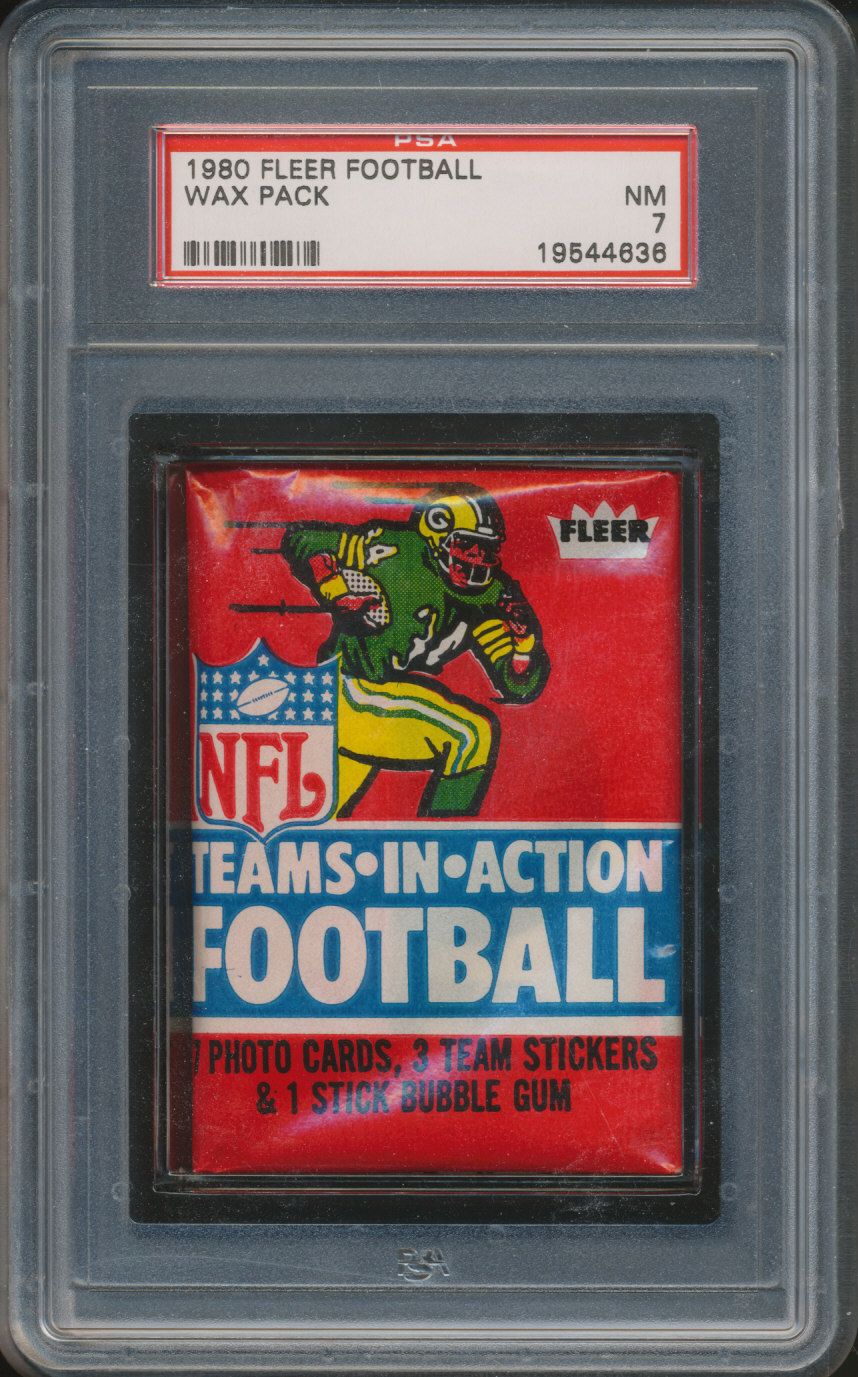 PSA
1980 FLEER FOOTBALL
WAX PACK
NM
7
19544636
G
FLEER
NFL
TEAMS•IN•ACTION
FOOTBALL
7 PHOTO CARDS, 3 TEAM STICKERS
& 1 STICK BUBBLE GUM
PSA